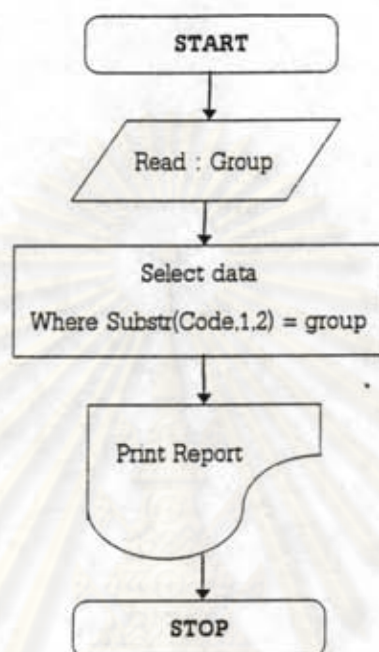 START
Read : Group
Select data
Where Substr(Code,1,2) = group
Print Report
STOP